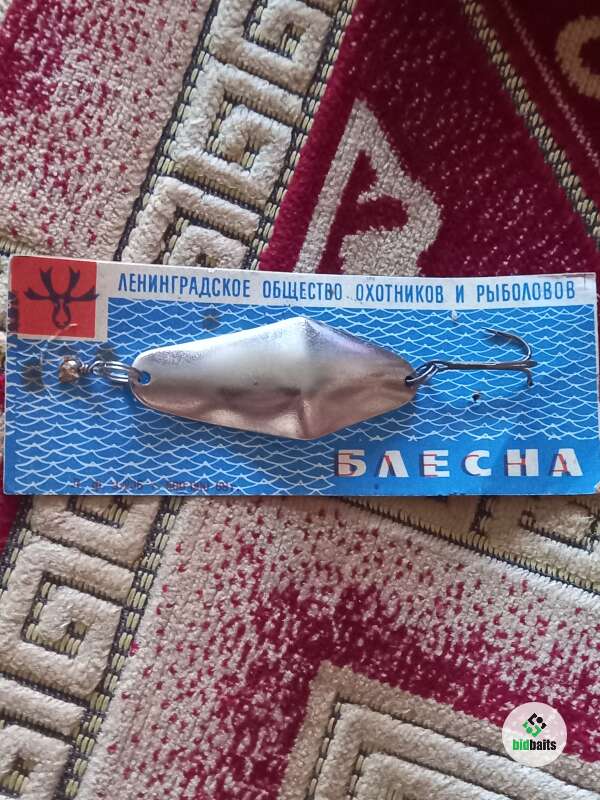 ЛЕНИНГРАДСКОЕ ОБЩЕСТВО ОХОТНИКОВ И РЫБОЛОВОВ
БЛЕСНА
bidbaits